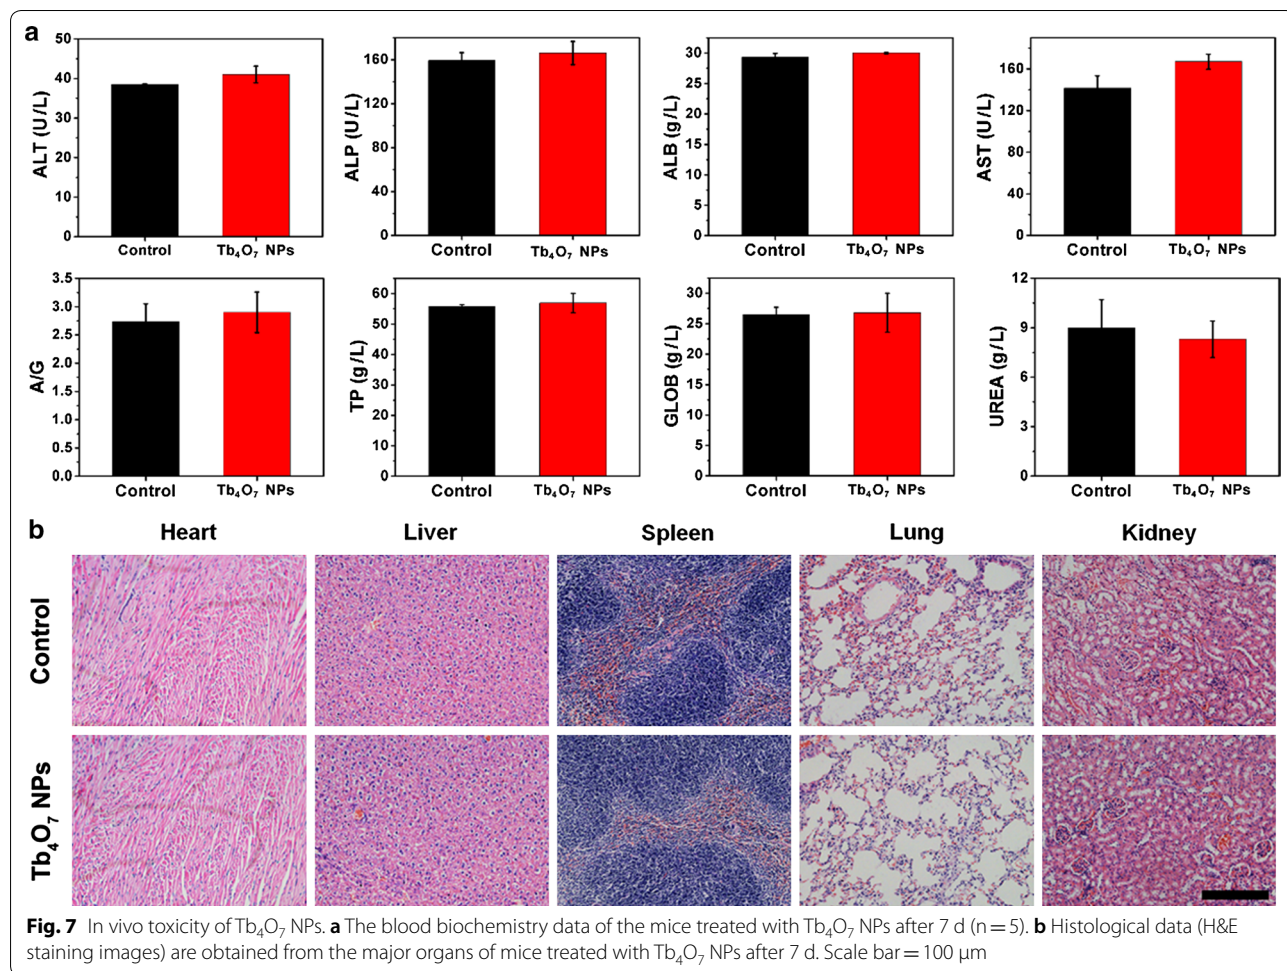 a
ALT (U/L)
50
40
30
20
10
0
Control
Tb₄O₇ NPs
ALP (U/L)
160
120
80
40
0
Control
Tb₄O₇ NPs
ALB (g/L)
30
25
20
15
10
5
0
Control
Tb₄O₇ NPs
AST (U/L)
160
120
80
40
0
Control
Tb₄O₇ NPs
A/G
3.5
3.0
2.5
2.0
1.5
1.0
0.5
0.0
Control
Tb₄O₇ NPs
TP (g/L)
60
50
40
30
20
10
0
Control
Tb₄O₇ NPs
GLOB (g/L)
30
25
20
15
10
5
0
Control
Tb₄O₇ NPs
UREA (g/L)
12
9
6
3
0
Control
Tb₄O₇ NPs
b
Heart
Liver
Spleen
Lung
Kidney
Control
Tb₄O₇ NPs
Fig. 7 In vivo toxicity of Tb₄O₇ NPs. a The blood biochemistry data of the mice treated with Tb₄O₇ NPs after 7 d (n = 5). b Histological data (H&E
staining images) are obtained from the major organs of mice treated with Tb₄O₇ NPs after 7 d. Scale bar = 100 μm